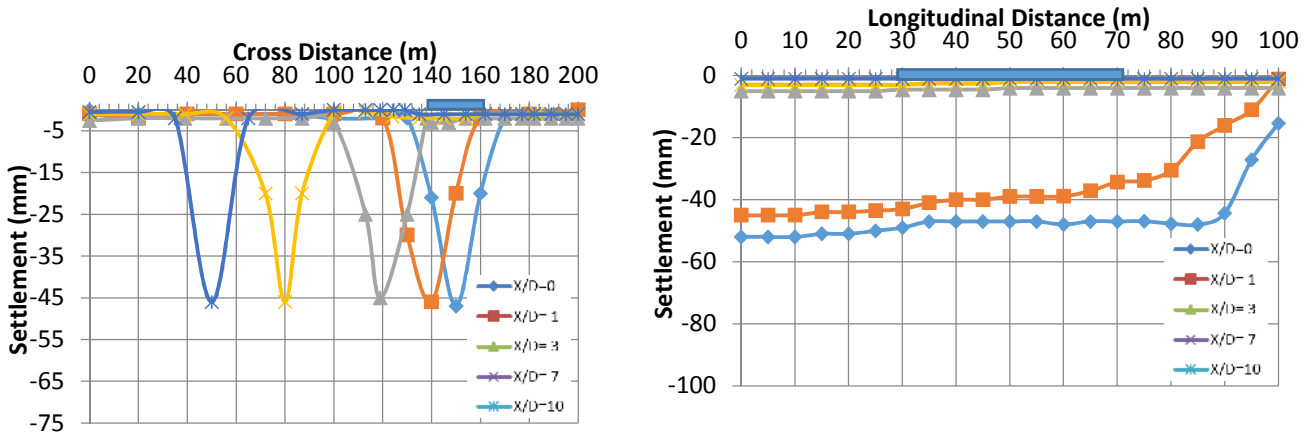 Cross Distance (m)
0 20 40 60 80 100 120 140 160 180 200
Settlement (mm)
-5
-15
-25
-35
-45
-55
-65
-75
X/D=0
X/D= 1
X/D= 3
X/D= 7
X/D=10
Longitudinal Distance (m)
0 10 20 30 40 50 60 70 80 90 100
Settlement (mm)
0
-20
-40
-60
-80
-100
X/D=0
X/D= 1
X/D= 3
X/D= 7
X/D=10